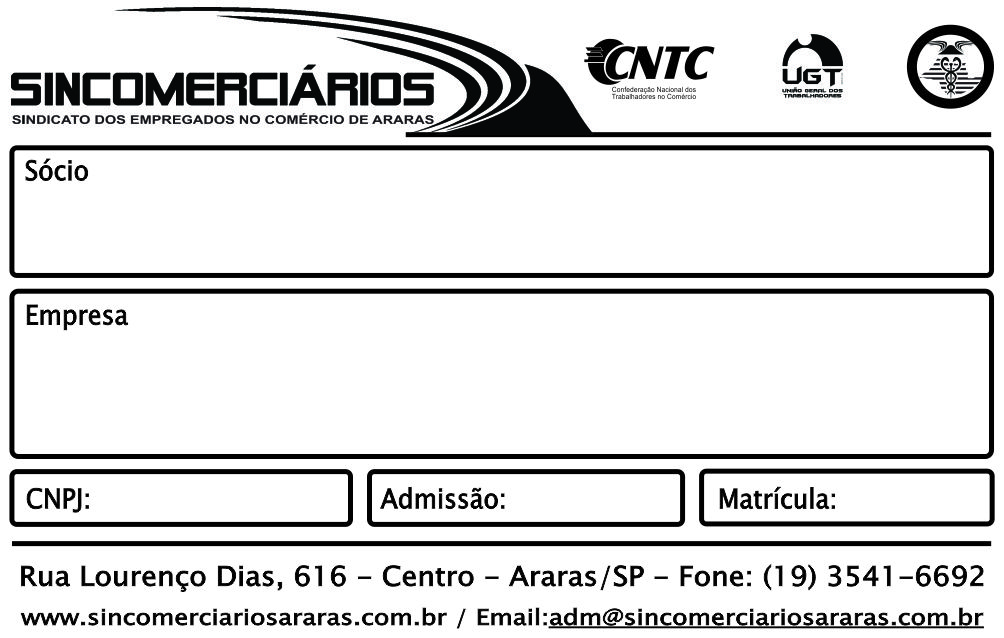 SINCOMERCIÁRIOS
SINDICATO DOS EMPREGADOS NO COMÉRCIO DE ARARAS
CNTC
Confederação Nacional dos
Trabalhadores no Comércio
UGT
UNIÃO GERAL DOS
TRABALHADORES
Sócio
Empresa
CNPJ:
Admissão:
Matrícula:
Rua Lourenço Dias, 616 - Centro - Araras/SP - Fone: (19) 3541-6692
www.sincomerciariosararas.com.br / Email:adm@sincomerciariosararas.com.br